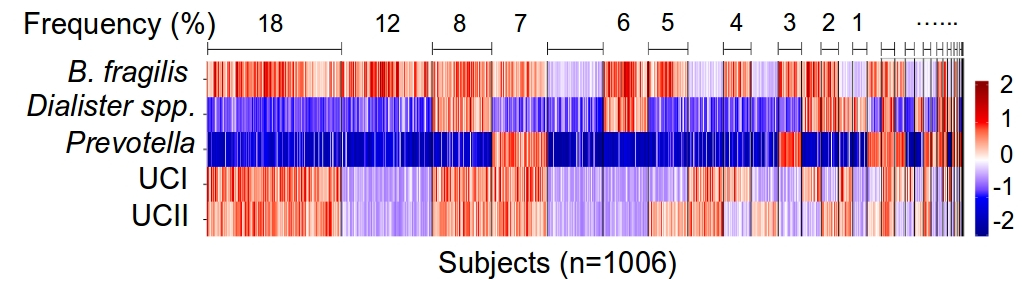 Frequency (%) 18 12 8 7 6 5 4 3 2 1 ......
B. fragilis
Dialister spp.
Prevotella
UCI
UCII
2
1
0
-1
-2
Subjects (n=1006)